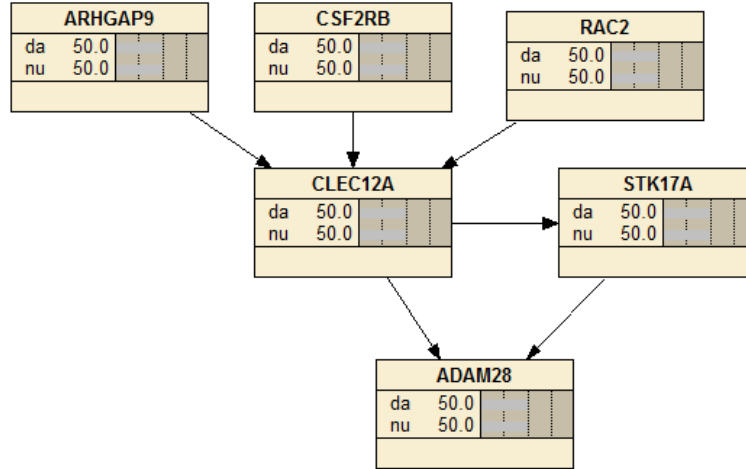 ARHGAP9
da 50.0
nu 50.0
CSF2RB
da 50.0
nu 50.0
RAC2
da 50.0
nu 50.0
CLEC12A
da 50.0
nu 50.0
STK17A
da 50.0
nu 50.0
ADAM28
da 50.0
nu 50.0